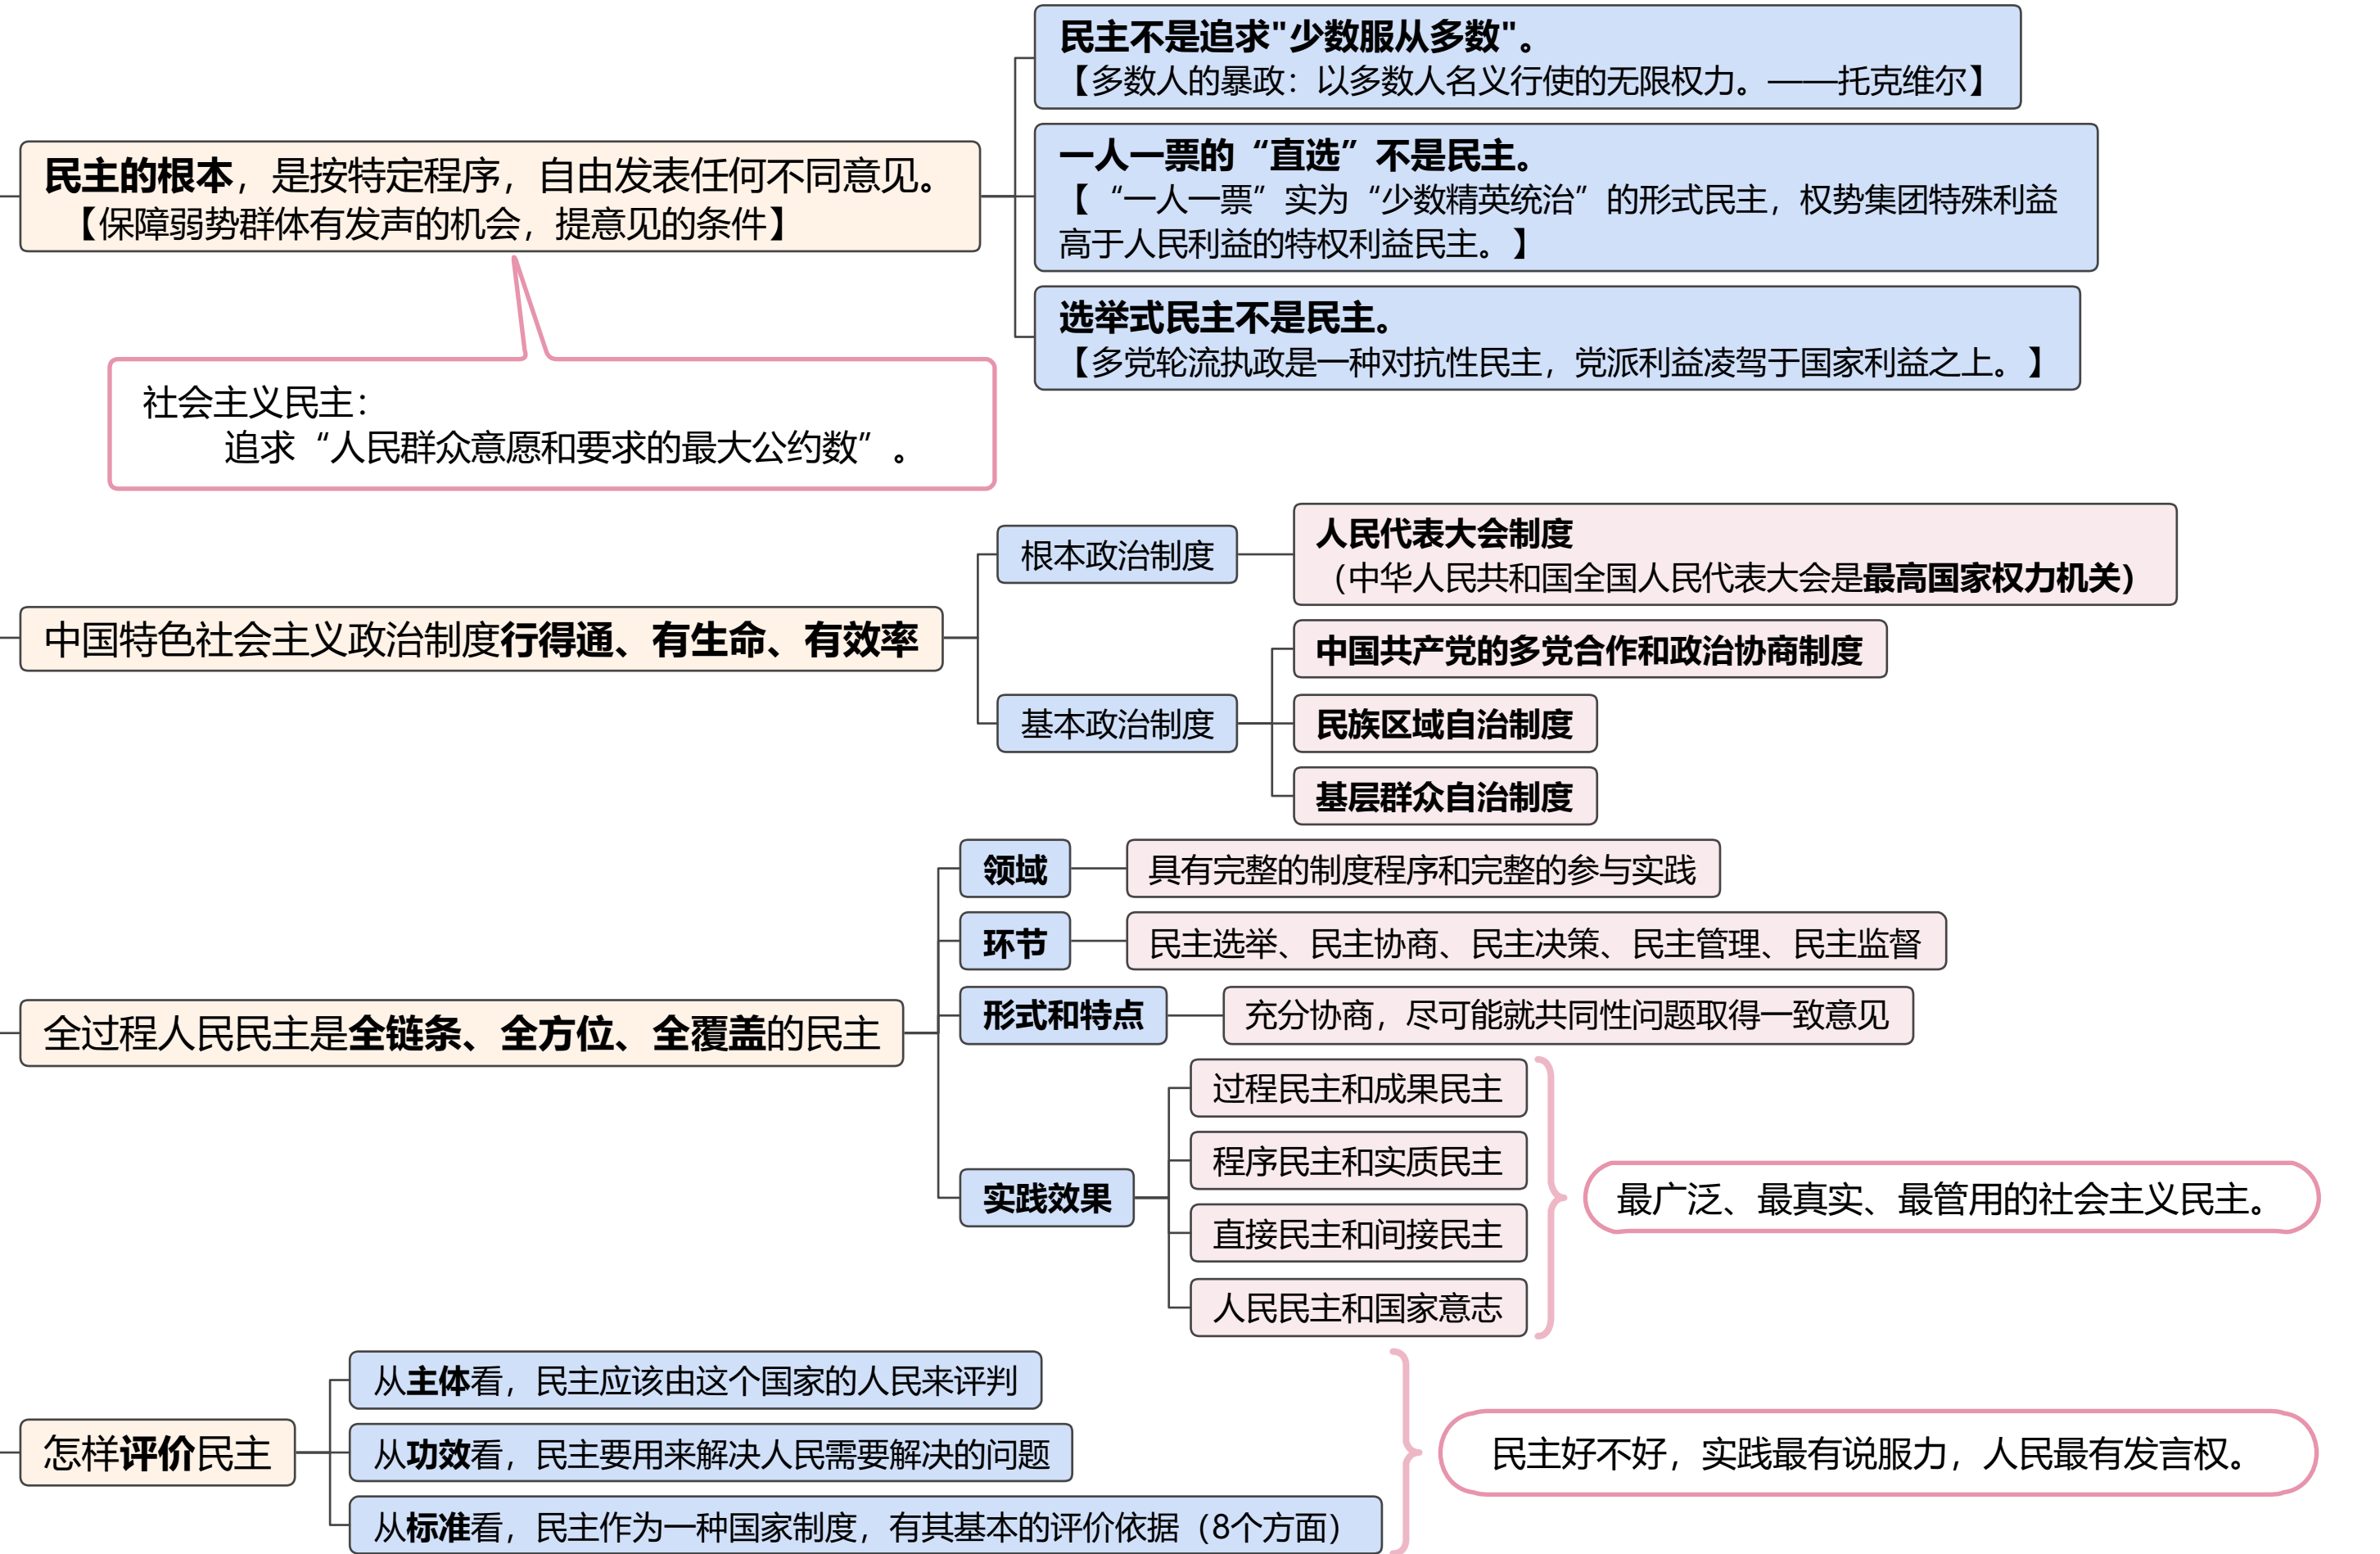 民主的根本，是按特定程序，自由发表任何不同意见。
【保障弱势群体有发声的机会，提意见的条件】
民主不是追求"少数服从多数"。
【多数人的暴政：以多数人名义行使的无限权力。——托克维尔】
一人一票的“直选”不是民主。
【 “一人一票”实为“少数精英统治”的形式民主，权势集团特殊利益
高于人民利益的特权利益民主。】
选举式民主不是民主。
【多党轮流执政是一种对抗性民主，党派利益凌驾于国家利益之上。】
社会主义民主：
追求“人民群众意愿和要求的最大公约数”。
中国特色社会主义政治制度行得通、有生命、有效率
根本政治制度
人民代表大会制度
（中华人民共和国全国人民代表大会是最高国家权力机关）
基本政治制度
中国共产党的多党合作和政治协商制度
民族区域自治制度
基层群众自治制度
全过程人民民主是全链条、全方位、全覆盖的民主
领域
具有完整的制度程序和完整的参与实践
环节
民主选举、民主协商、民主决策、民主管理、民主监督
形式和特点
充分协商，尽可能就共同性问题取得一致意见
实践效果
过程民主和成果民主
程序民主和实质民主
直接民主和间接民主
人民民主和国家意志
最广泛、最真实、最管用的社会主义民主。
怎样评价民主
从主体看，民主应该由这个国家的人民来评判
从功效看，民主要用来解决人民需要解决的问题
从标准看，民主作为一种国家制度，有其基本的评价依据（8个方面）
民主好不好，实践最有说服力，人民最有发言权。